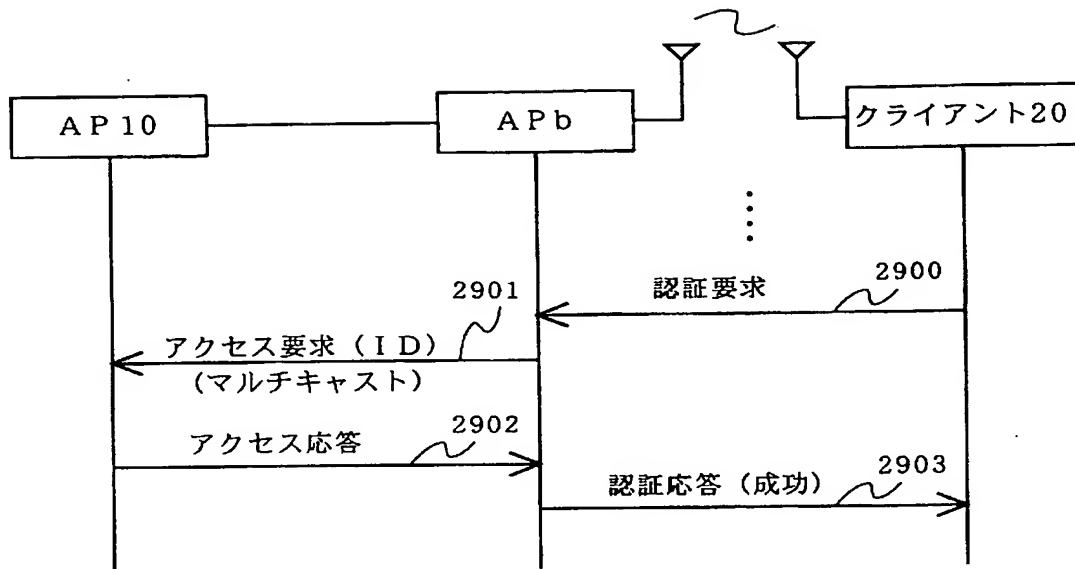 AP10
APb
クライアント20
2900
認証要求
2901
アクセス要求(ID)
(マルチキャスト)
2902
アクセス応答
2903
認証応答(成功)